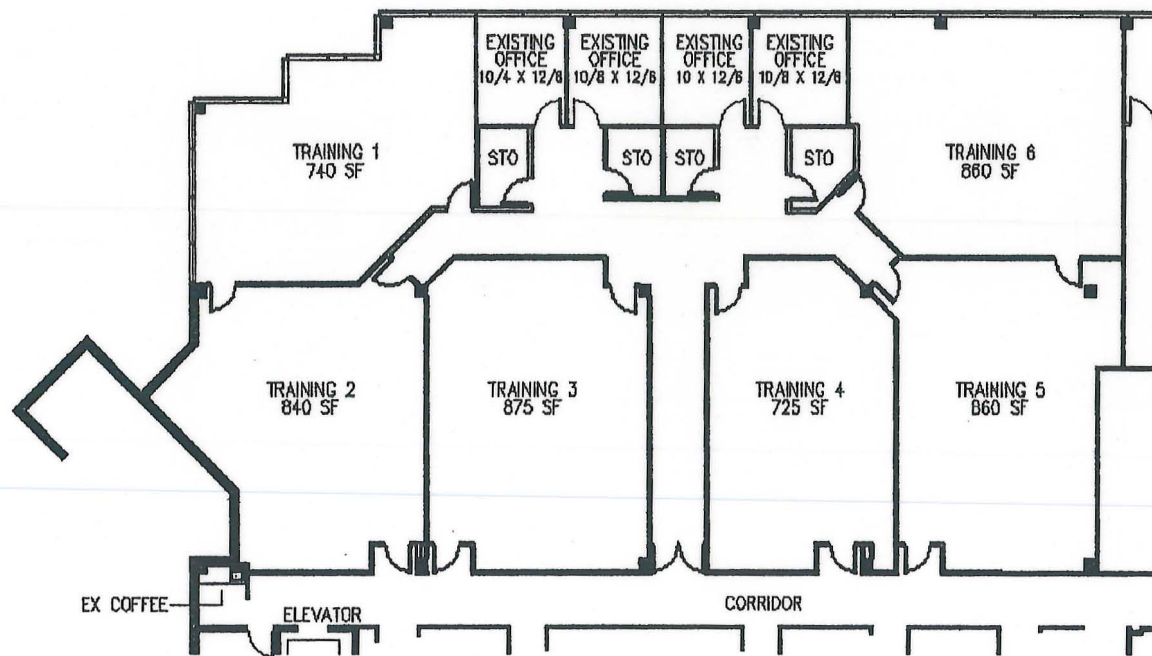 EXISTING
OFFICE
10/4 X 12/6
EXISTING
OFFICE
10/8 X 12/6
EXISTING
OFFICE
10 X 12/6
EXISTING
OFFICE
10/8 X 12/6
TRAINING 1
740 SF
STO
STO
STO
STO
TRAINING 6
860 SF
TRAINING 2
840 SF
TRAINING 3
875 SF
TRAINING 4
725 SF
TRAINING 5
860 SF
EX COFFEE
ELEVATOR
CORRIDOR